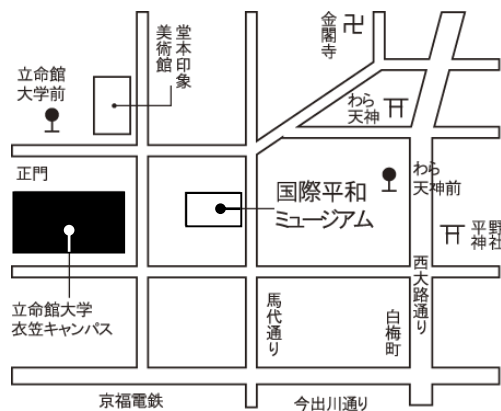 金閣寺
堂本印象
美術館
立命館
大学前
わら
天神
正門
わら
天神前
国際平和
ミュージアム
平野
神社
西大路通り
立命館大学
衣笠キャンパス
馬代通り
白梅町
京福電鉄
今出川通り